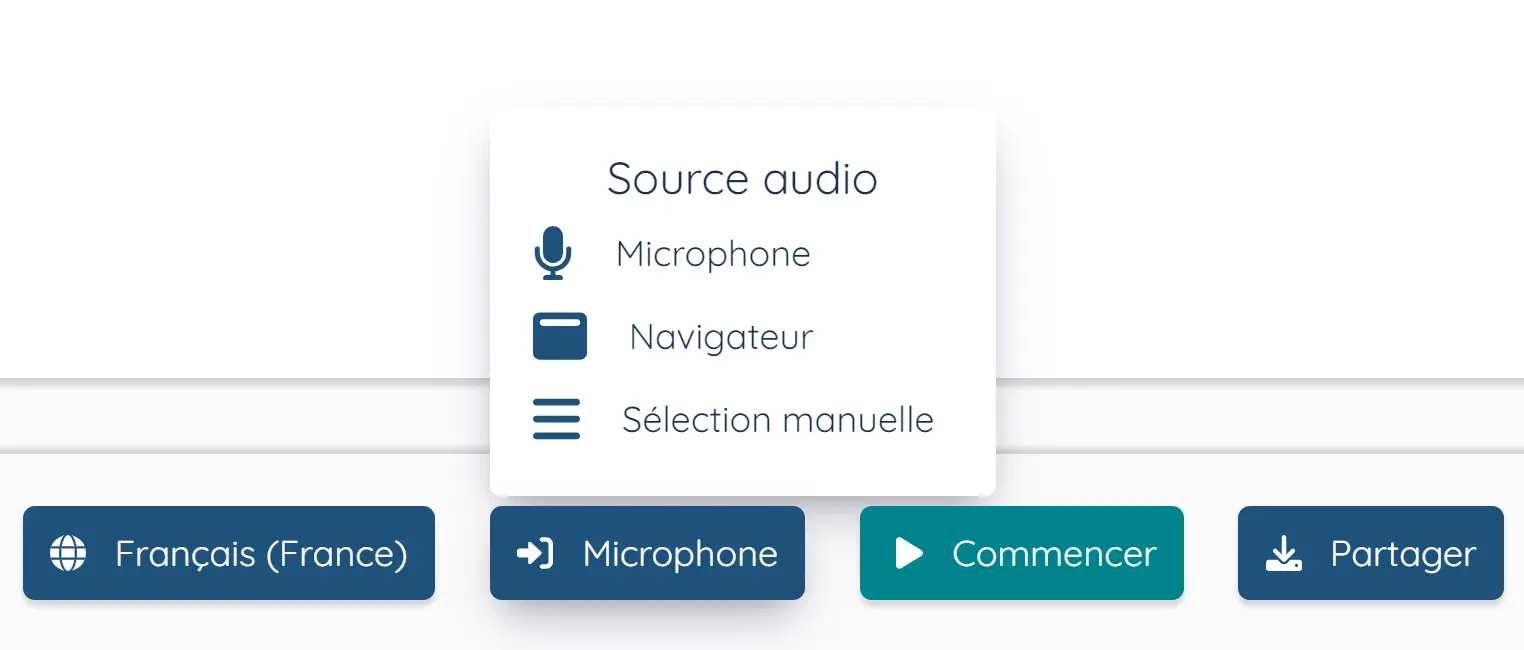 Source audio
Microphone
Navigateur
Sélection manuelle
Français (France)
Microphone
Commencer
Partager